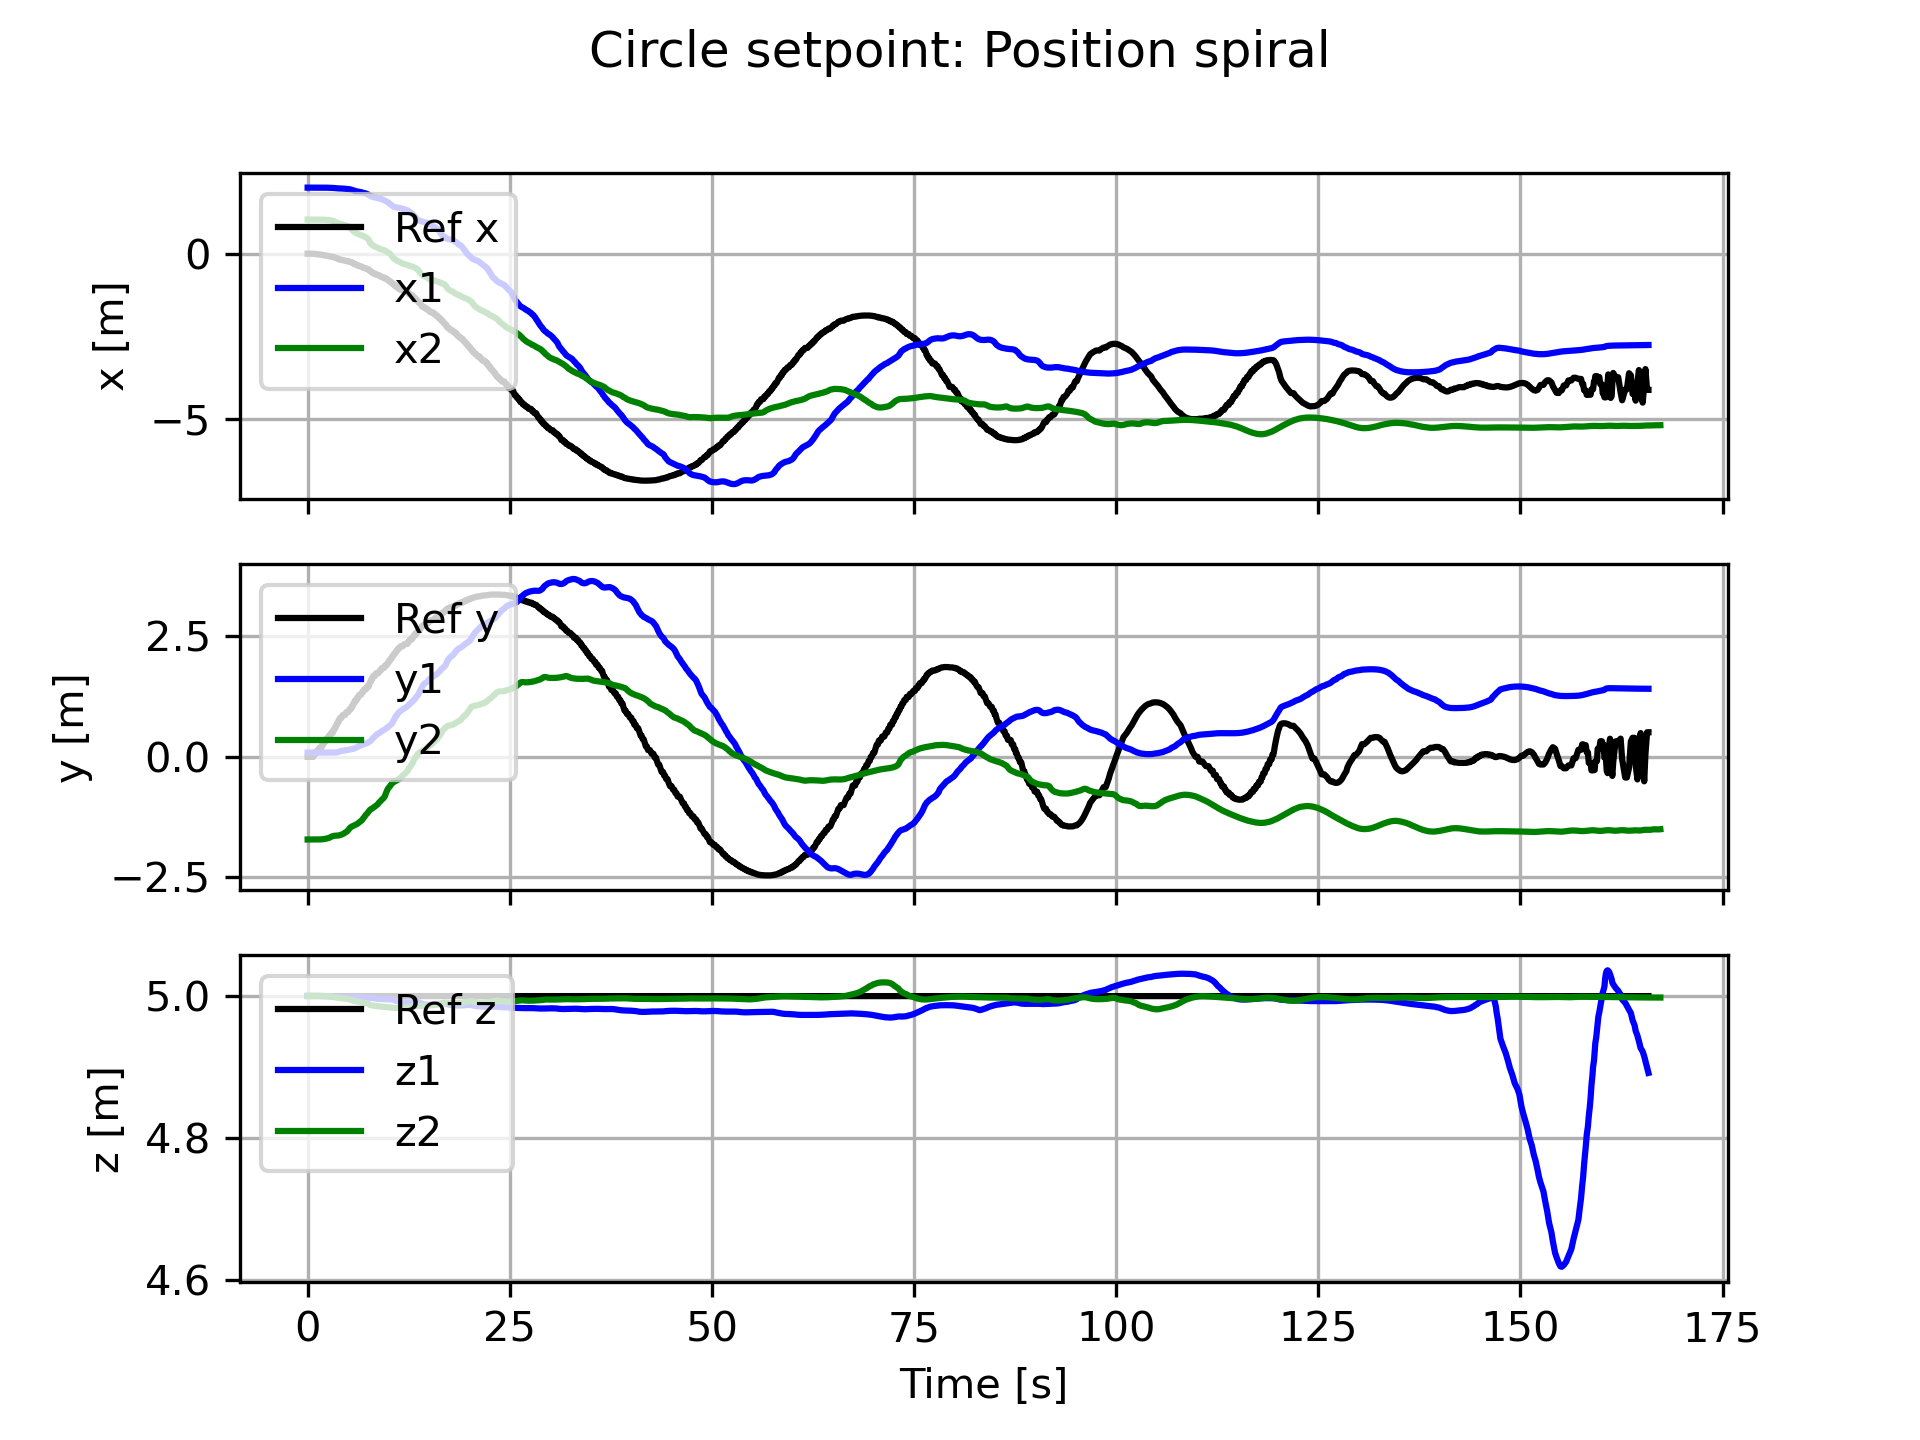 Circle setpoint: Position spiral
x [m]
0
−5
Ref x
x1
x2
y [m]
2.5
0.0
−2.5
Ref y
y1
y2
z [m]
5.0
4.8
4.6
Ref z
z1
z2
0 25 50 75 100 125 150 175
Time [s]